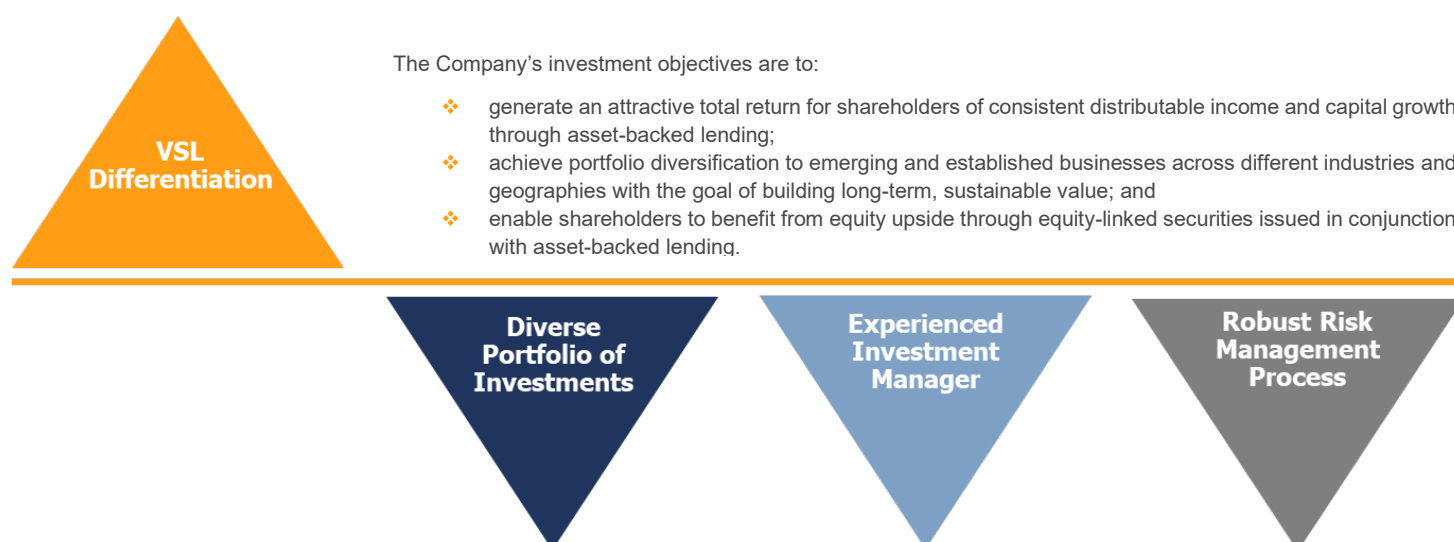 VSL
Differentiation
The Company’s investment objectives are to:
❖ generate an attractive total return for shareholders of consistent distributable income and capital growth
through asset-backed lending;
❖ achieve portfolio diversification to emerging and established businesses across different industries and
geographies with the goal of building long-term, sustainable value; and
❖ enable shareholders to benefit from equity upside through equity-linked securities issued in conjunction
with asset-backed lending.
Diverse
Portfolio of
Investments
Experienced
Investment
Manager
Robust Risk
Management
Process